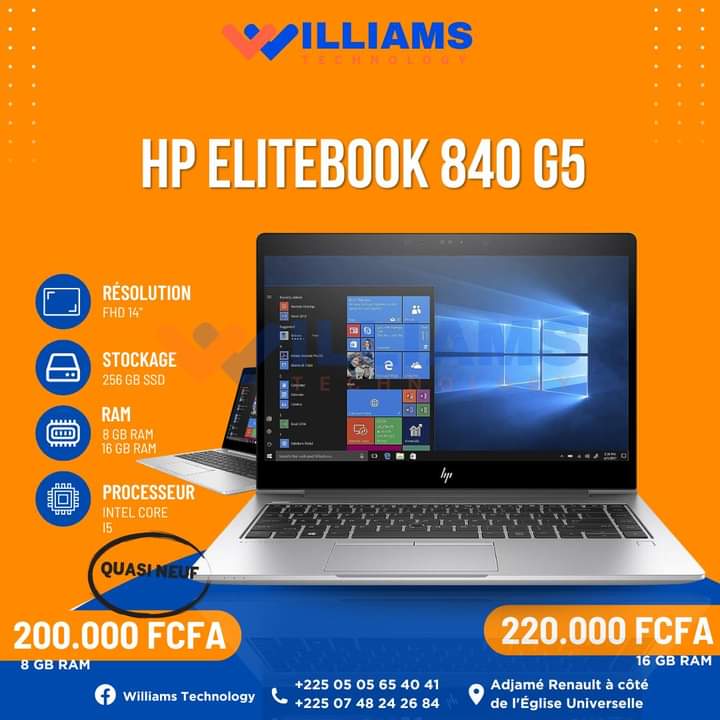 WILLIAMS
TECHNOLOGY
HP ELITEBOOK 840 G5
RÉSOLUTION
FHD 14"
STOCKAGE
256 GB SSD
RAM
8 GB RAM
16 GB RAM
PROCESSEUR
INTEL CORE
I5
WILLIAMS
TECHNOLOGY
hp
QUASI NEUF
200.000 FCFA
8 GB RAM
220.000 FCFA
16 GB RAM
Williams Technology
+225 05 05 65 40 41
+225 07 48 24 26 84
Adjamé Renault à côté
de l'Église Universelle